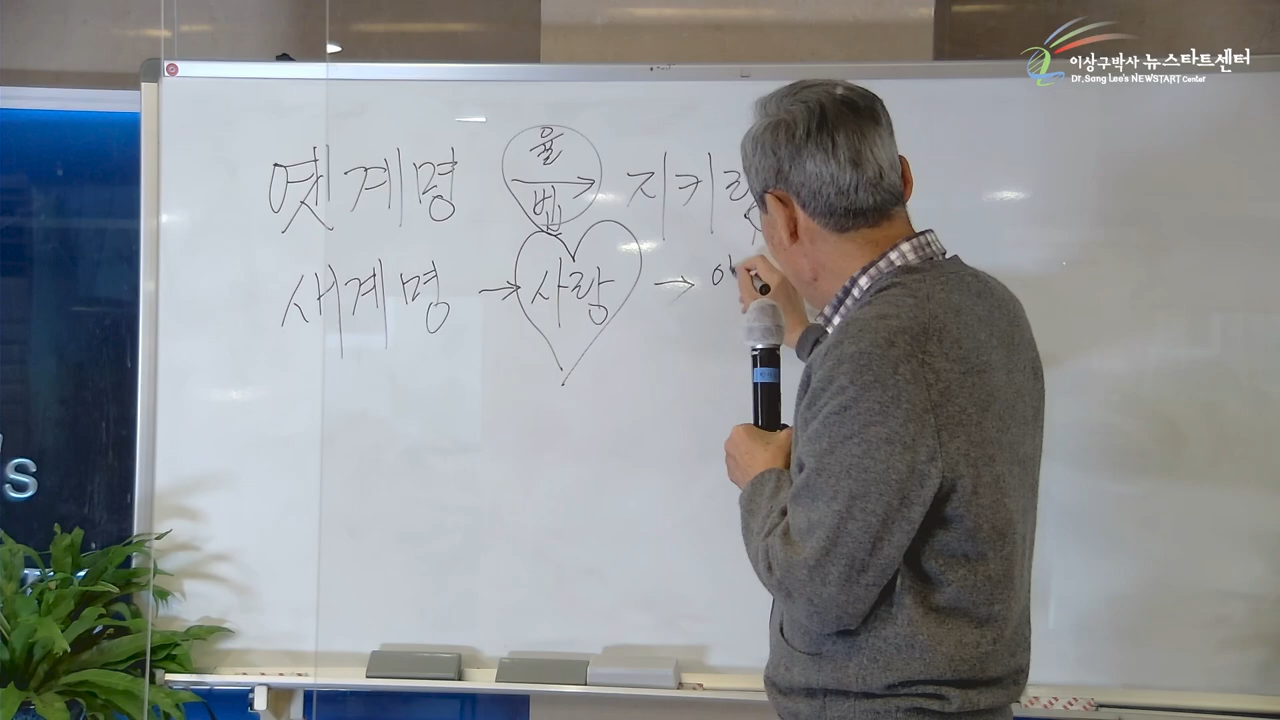 이상구박사 뉴스타트센터
Dr. Sang Lee's NEWSTART Center
옛계명 율법 → 지키라
새계명 → 사랑 →
s